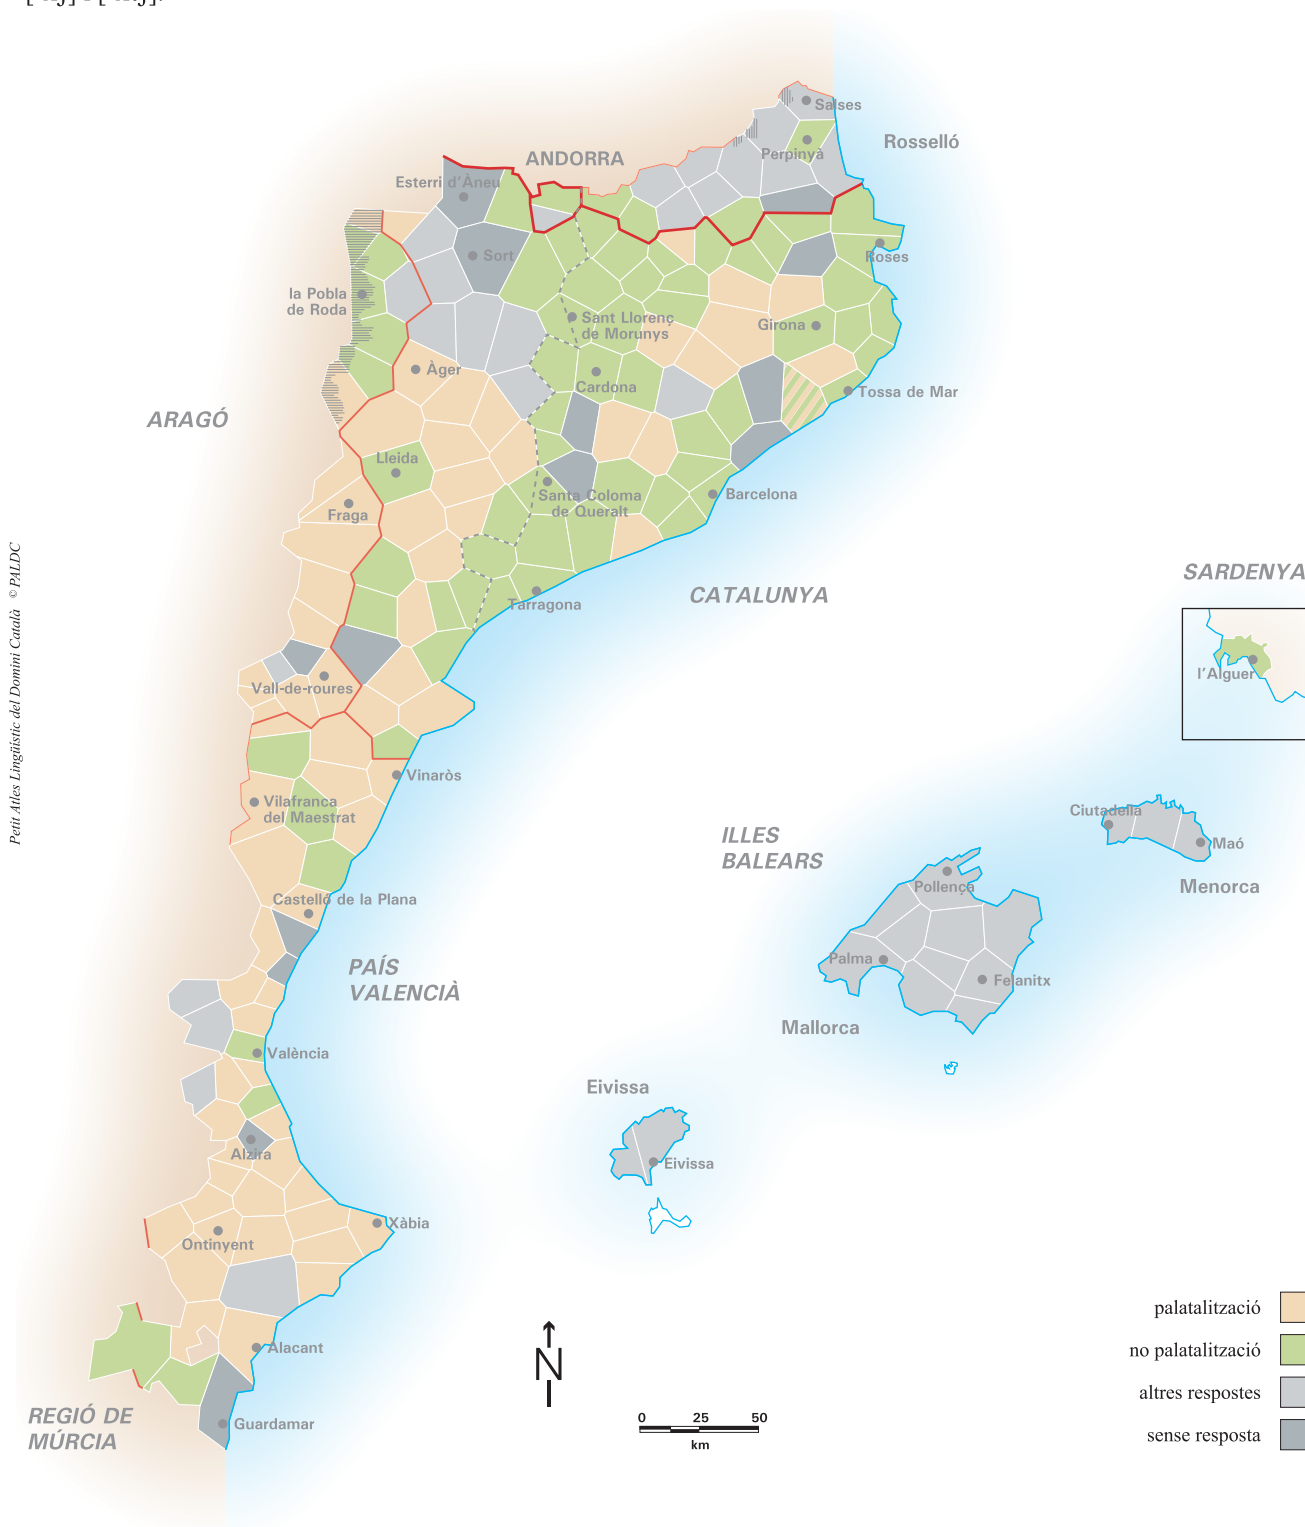 Salses
Rosselló
Perpinyà
ANDORRA
Esterri d'Àneu
Sort
Roses
la Pobla
de Roda
Sant Llorenç
de Morunys
Girona
Àger
Cardona
Tossa de Mar
ARAGÓ
Lleida
Santa Coloma
de Queralt
Barcelona
Fraga
CATALUNYA
Tarragona
SARDENYA
l'Alguer
Petit Atles Lingüístic del Domini Català © PALDC
Vall-de-roures
Vinaròs
Vilafranca
del Maestrat
ILLES
BALEARS
Ciutadella
Maó
Menorca
Pollença
Castelló de la Plana
Palma
Felanitx
Mallorca
PAÍS
VALENCIÀ
València
Eivissa
Eivissa
Alzira
Xàbia
Ontinyent
Alacant
Guardamar
REGIÓ DE
MÚRCIA
N
0 25 50
km
palatalització
no palatalització
altres respostes
sense resposta